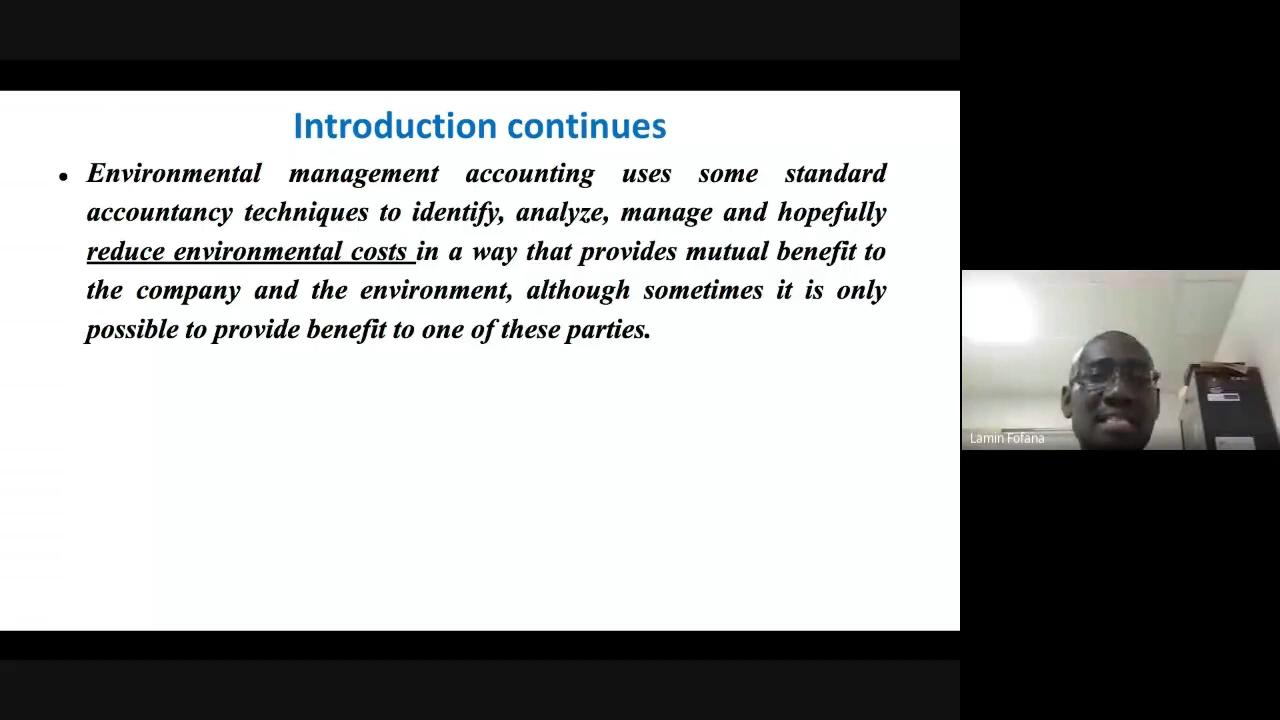 Introduction continues
• Environmental management accounting uses some standard
accountancy techniques to identify, analyze, manage and hopefully
reduce environmental costs in a way that provides mutual benefit to
the company and the environment, although sometimes it is only
possible to provide benefit to one of these parties.
Lamin Fofana